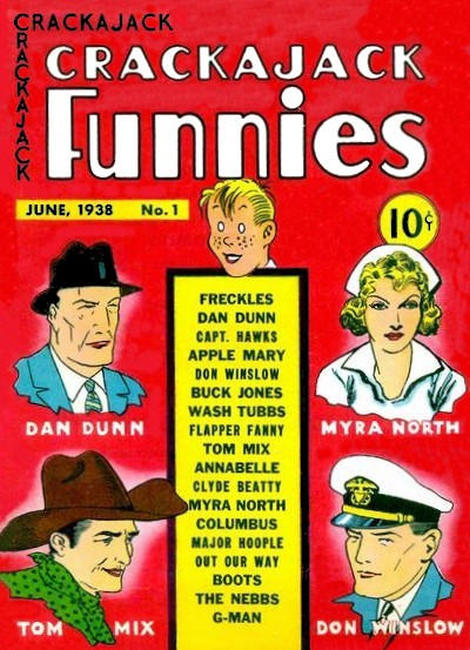 CRACKAJACK
CRACKAJACK
CRACKAJACK
Funnies
JUNE, 1938 No. 1
10¢
FRECKLES
DAN DUNN
CAPT. HAWKS
APPLE MARY
DON WINSLOW
BUCK JONES
WASH TUBBS
FLAPPER FANNY
TOM MIX
ANNABELLE
CLYDE BEATTY
MYRA NORTH
COLUMBUS
MAJOR HOOPLE
OUT OUR WAY
BOOTS
THE NEBBS
G-MAN
DAN DUNN
MYRA NORTH
TOM MIX
DON WINSLOW